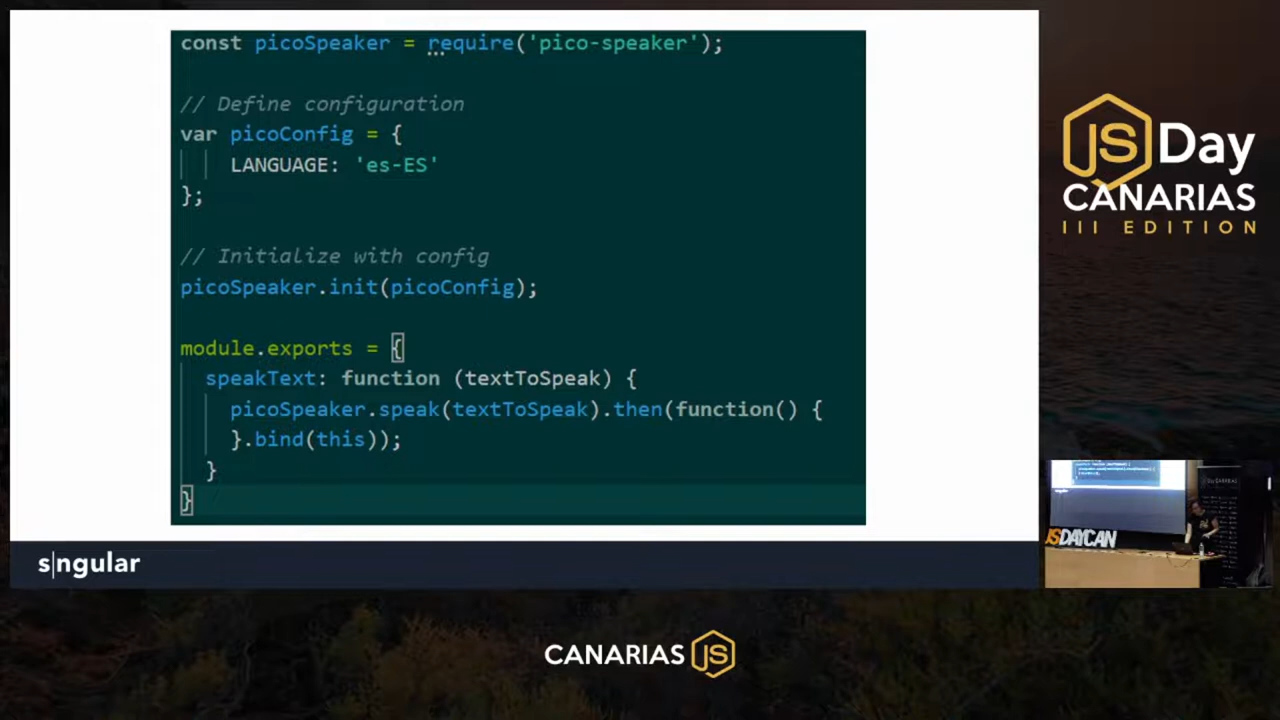 const picoSpeaker = require('pico-speaker');
// Define configuration
var picoConfig = {
LANGUAGE: 'es-ES'
};
// Initialize with config
picoSpeaker.init(picoConfig);
module.exports = {
speakText: function (textToSpeak) {
picoSpeaker.speak(textToSpeak).then(function() {
}.bind(this));
}
}
s|ngular
JS Day
CANARIAS
III EDITION
JSDAYCAN
CANARIAS JS